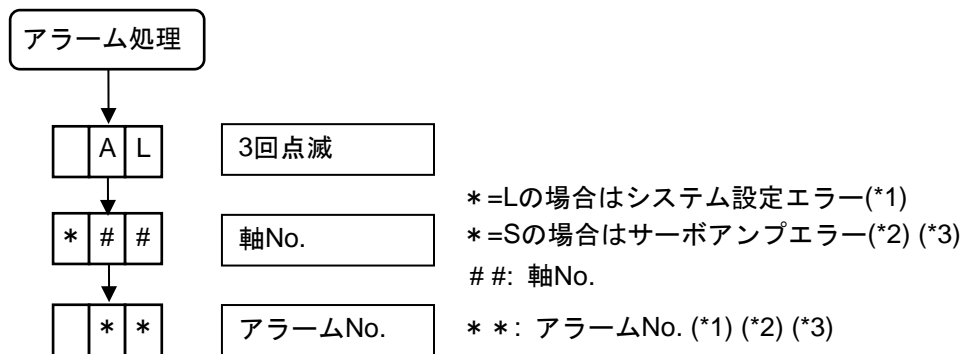 アラーム処理
A L 3回点滅
*=Lの場合はシステム設定エラー(*1)
* # # 軸No. *=Sの場合はサーボアンプエラー(*2) (*3)
# #: 軸No.
* * アラームNo. * *: アラームNo. (*1) (*2) (*3)